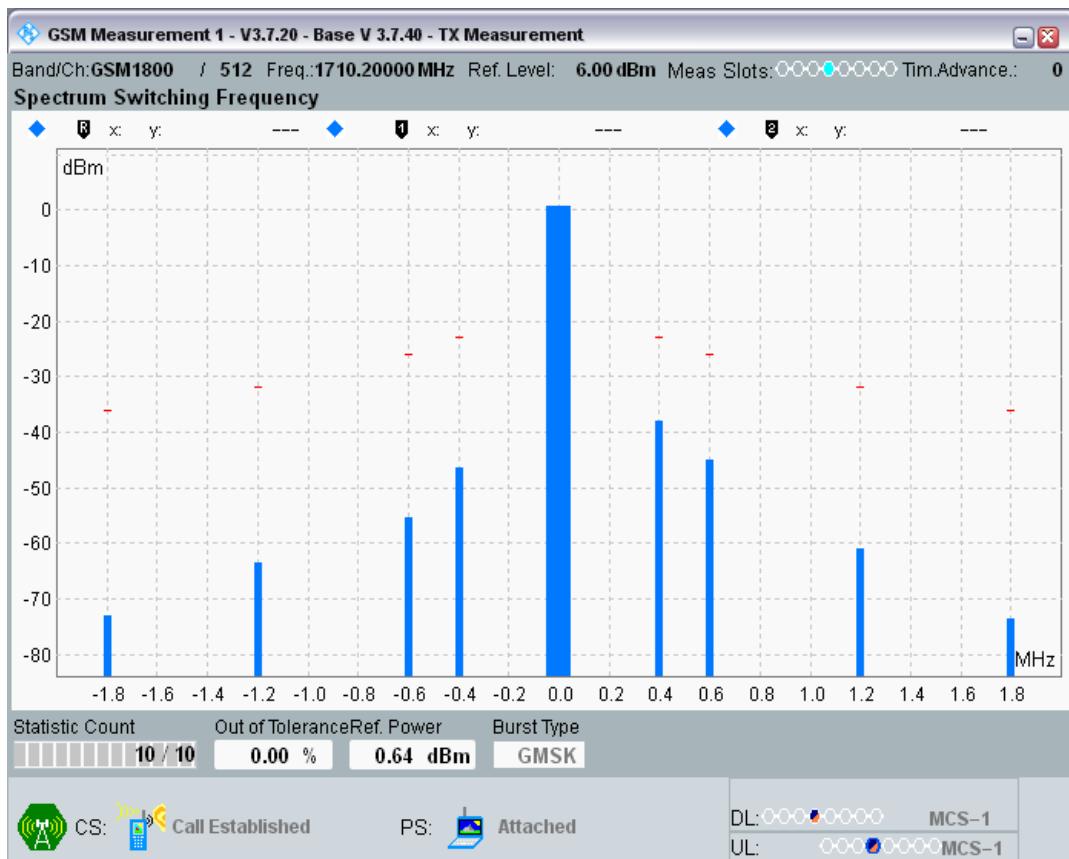 GSM Measurement 1 - V3.7.20 - Base V 3.7.40 - TX Measurement
Band/Ch:GSM1800 / 512 Freq.:1710.20000 MHz Ref. Level: 6.00 dBm Meas Slots: Tim.Advance.: 0
Spectrum Switching Frequency
R x: y: --- 1 x: y: --- 2 x: y: ---
dBm
0
-10
-20
-30
-40
-50
-60
-70
-80
MHz
-1.8 -1.6 -1.4 -1.2 -1.0 -0.8 -0.6 -0.4 -0.2 0.0 0.2 0.4 0.6 0.8 1.0 1.2 1.4 1.6 1.8
Statistic Count Out of Tolerance Ref. Power Burst Type
10 / 10 0.00 % 0.64 dBm GMSK
CS: Call Established PS: Attached
DL: MCS-1
UL: MCS-1